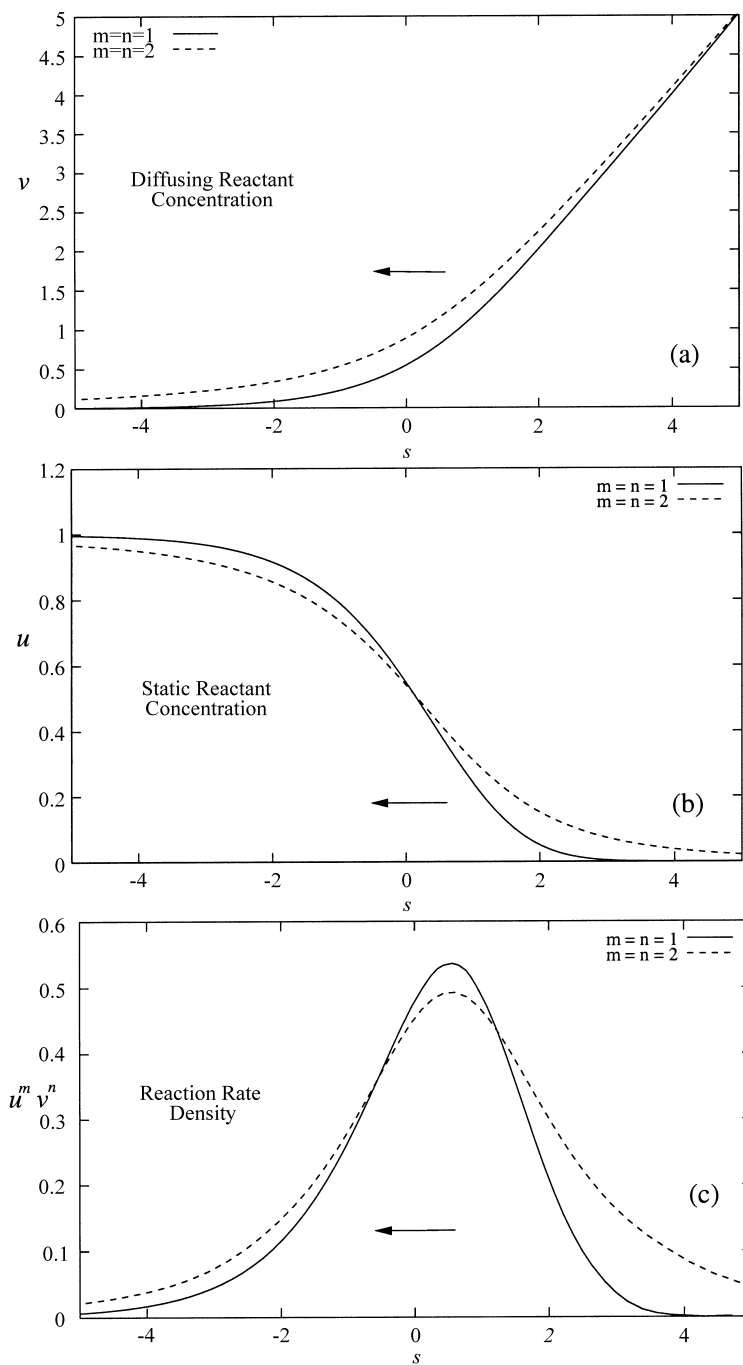 5
4.5
4
3.5
3
2.5
2
1.5
1
0.5
0
m=n=1
m=n=2
v
Diffusing Reactant
Concentration
(a)
-4 -2 0 2 4
s
1.2
1
0.8
0.6
0.4
0.2
0
m = n = 1
m = n = 2
u
Static Reactant
Concentration
(b)
-4 -2 0 2 4
s
0.6
0.5
0.4
0.3
0.2
0.1
0
m = n = 1
m = n = 2
u^m v^n
Reaction Rate
Density
(c)
-4 -2 0 2 4
s